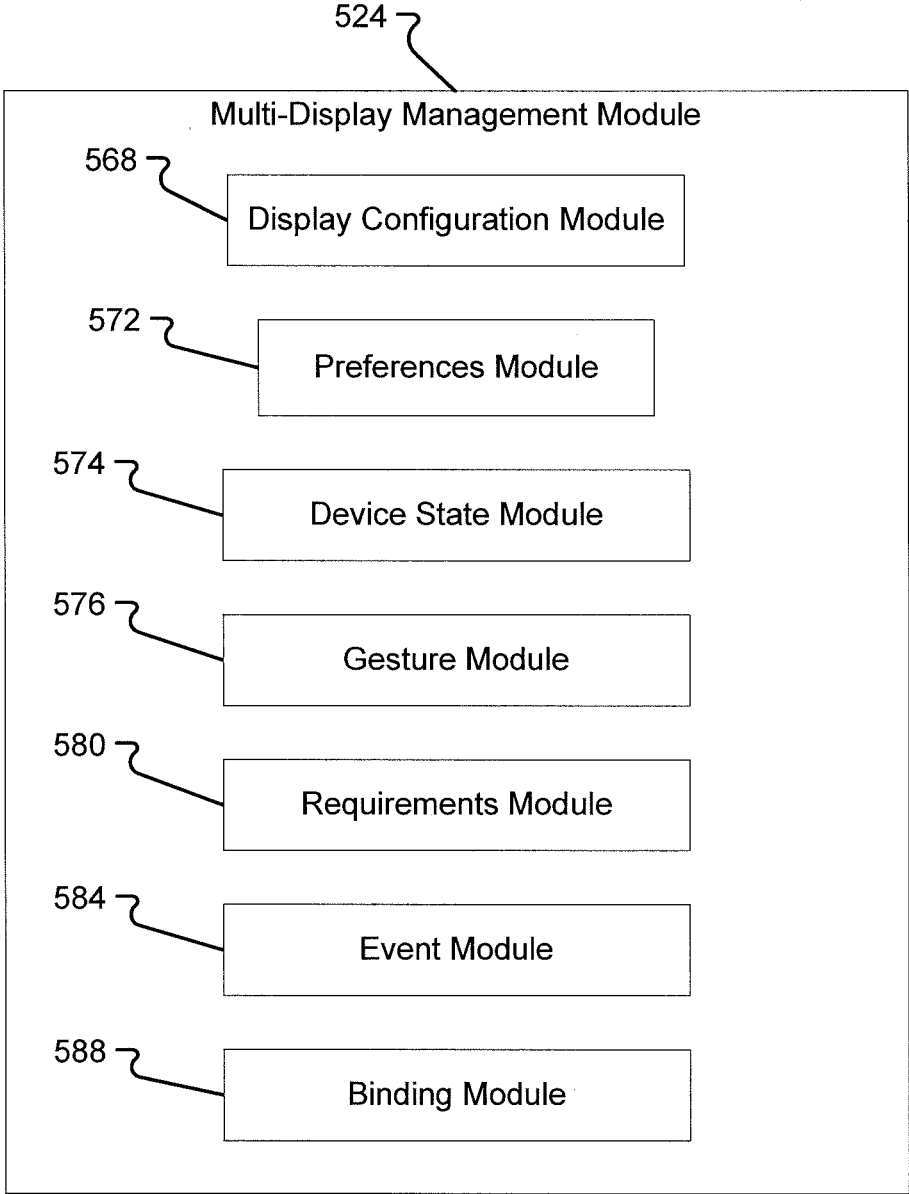 524
Multi-Display Management Module
568
Display Configuration Module
572
Preferences Module
574
Device State Module
576
Gesture Module
580
Requirements Module
584
Event Module
588
Binding Module